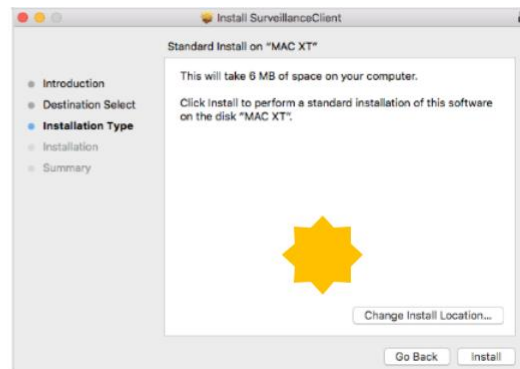 Install SurveillanceClient
Standard Install on "MAC XT"
Introduction
Destination Select
Installation Type
Installation
Summary
This will take 6 MB of space on your computer.
Click Install to perform a standard installation of this software
on the disk "MAC XT".
Change Install Location...
Go Back
Install